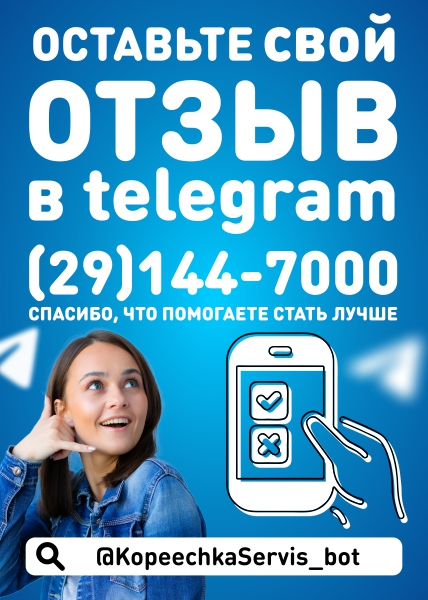 ОСТАВЬТЕ СВОЙ
ОТЗЫВ
в telegram
(29)144-7000
СПАСИБО, ЧТО ПОМОГАЕТЕ СТАТЬ ЛУЧШЕ
@KopeechkaServis_bot